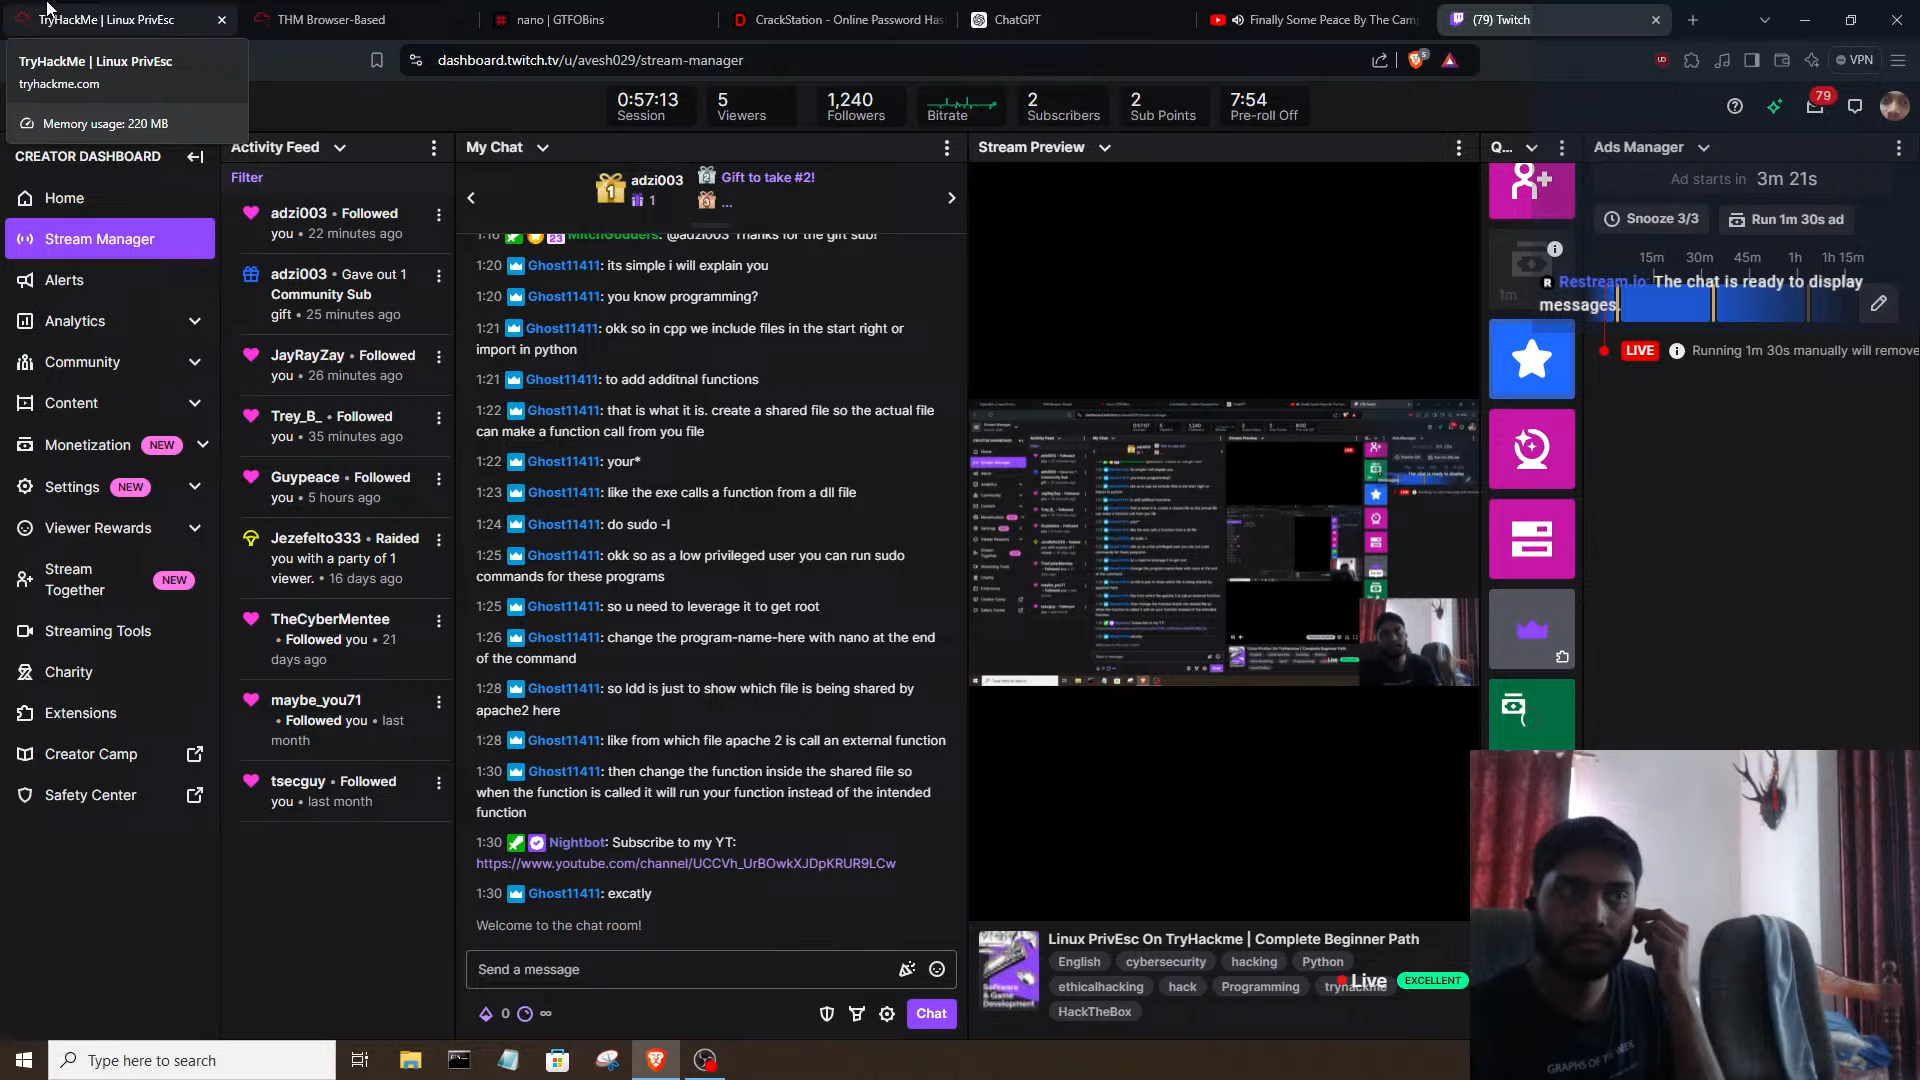 TryHackMe | Linux PrivEsc
THM Browser-Based
nano | GTFOBins
CrackStation - Online Password Has
ChatGPT
Finally Some Peace By The Cam
(79) Twitch
TryHackMe | Linux PrivEsc
tryhackme.com
Memory usage: 220 MB
dashboard.twitch.tv/u/avesh029/stream-manager
VPN
0:57:13
Session
5
Viewers
1,240
Followers
Bitrate
2
Subscribers
2
Sub Points
7:54
Pre-roll Off
79
CREATOR DASHBOARD
Home
Stream Manager
Alerts
Analytics
Community
Content
Monetization NEW
Settings NEW
Viewer Rewards
Stream
Together NEW
Streaming Tools
Charity
Extensions
Creator Camp
Safety Center
Activity Feed
Filter
adzi003 • Followed
you • 22 minutes ago
adzi003 • Gave out 1
Community Sub
gift • 25 minutes ago
JayRayZay • Followed
you • 26 minutes ago
Trey_B_ • Followed
you • 35 minutes ago
Guypeace • Followed
you • 5 hours ago
Jezefelto333 • Raided
you with a party of 1
viewer. • 16 days ago
TheCyberMentee
• Followed you • 21
days ago
maybe_you71
• Followed you • last
month
tsecguy • Followed
you • last month
My Chat
1 adzi003
1
2 Gift to take #2!
3 ...
1:16 23 MitchGodders: @adzi003 Thanks for the gift sub!
1:20 Ghost11411: its simple i will explain you
1:20 Ghost11411: you know programming?
1:21 Ghost11411: okk so in cpp we include files in the start right or
import in python
1:21 Ghost11411: to add additnal functions
1:22 Ghost11411: that is what it is. create a shared file so the actual file
can make a function call from you file
1:22 Ghost11411: your*
1:23 Ghost11411: like the exe calls a function from a dll file
1:24 Ghost11411: do sudo -l
1:25 Ghost11411: okk so as a low privileged user you can run sudo
commands for these programs
1:25 Ghost11411: so u need to leverage it to get root
1:26 Ghost11411: change the program-name-here with nano at the end
of the command
1:28 Ghost11411: so ldd is just to show which file is being shared by
apache2 here
1:28 Ghost11411: like from which file apache 2 is call an external function
1:30 Ghost11411: then change the function inside the shared file so
when the function is called it will run your function instead of the intended
function
1:30 Nightbot: Subscribe to my YT:
https://www.youtube.com/channel/UCCVh_UrBOwkXJDpKRUR9LCw
1:30 Ghost11411: excatly
Welcome to the chat room!
Send a message
0 ∞
Chat
Stream Preview
Linux PrivEsc On TryHackme | Complete Beginner Path
English cybersecurity hacking Python
ethicalhacking hack Programming tryhackme
HackTheBox
Live EXCELLENT
Q...
1m
Ads Manager
Ad starts in 3m 21s
Snooze 3/3 Run 1m 30s ad
15m 30m 45m 1h 1h 15m
Restream.io: The chat is ready to display
messages.
LIVE Running 1m 30s manually will remove
GRAPHS OF
Type here to search